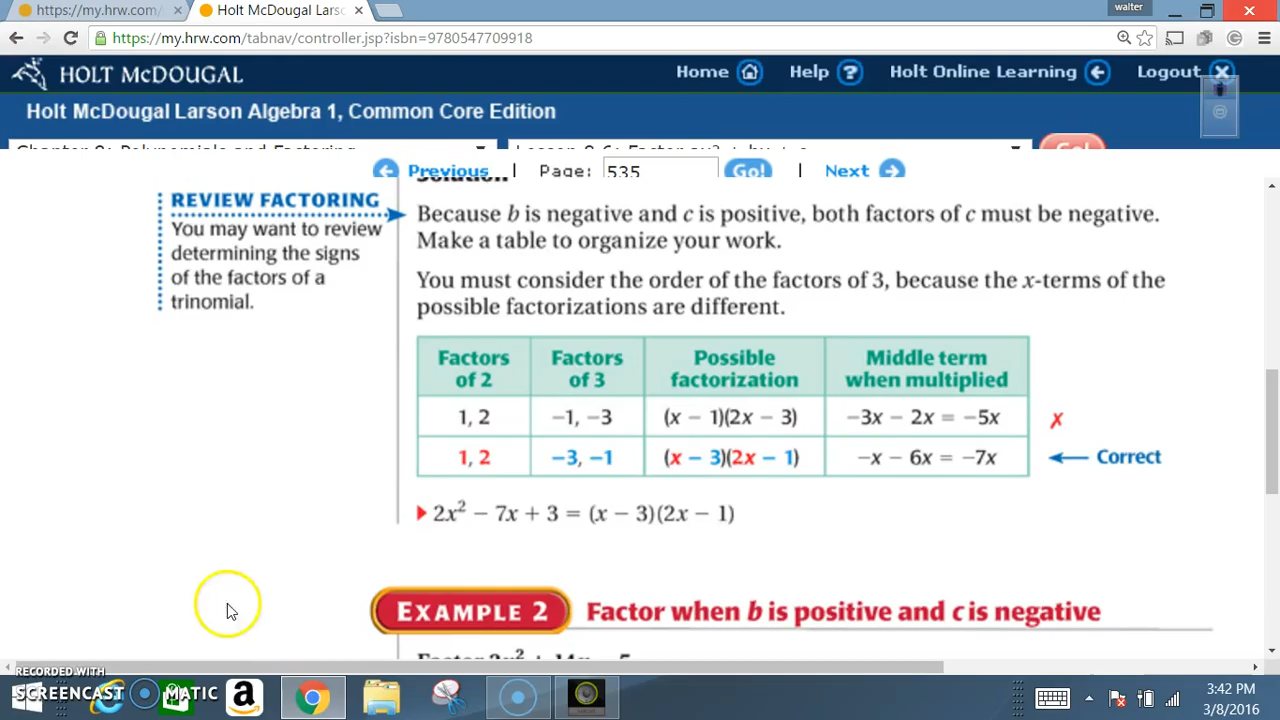 https://my.hrw.com/tabnav/ ×
Holt McDougal Larson ×
walter
https://my.hrw.com/tabnav/controller.jsp?isbn=9780547709918
HOLT McDOUGAL
Home Help ? Holt Online Learning Logout
Holt McDougal Larson Algebra 1, Common Core Edition
Previous | Page: 535 Go! | Next
Solution
REVIEW FACTORING
You may want to review
determining the signs
of the factors of a
trinomial.
Because b is negative and c is positive, both factors of c must be negative.
Make a table to organize your work.
You must consider the order of the factors of 3, because the x-terms of the
possible factorizations are different.
Factors of 2 Factors of 3 Possible factorization Middle term when multiplied
1, 2 −1, −3 (x − 1)(2x − 3) −3x − 2x = −5x ✗
1, 2 −3, −1 (x − 3)(2x − 1) −x − 6x = −7x Correct
2x² − 7x + 3 = (x − 3)(2x − 1)
EXAMPLE 2 Factor when b is positive and c is negative
RECORDED WITH
SCREENCAST MATIC
3:42 PM
3/8/2016